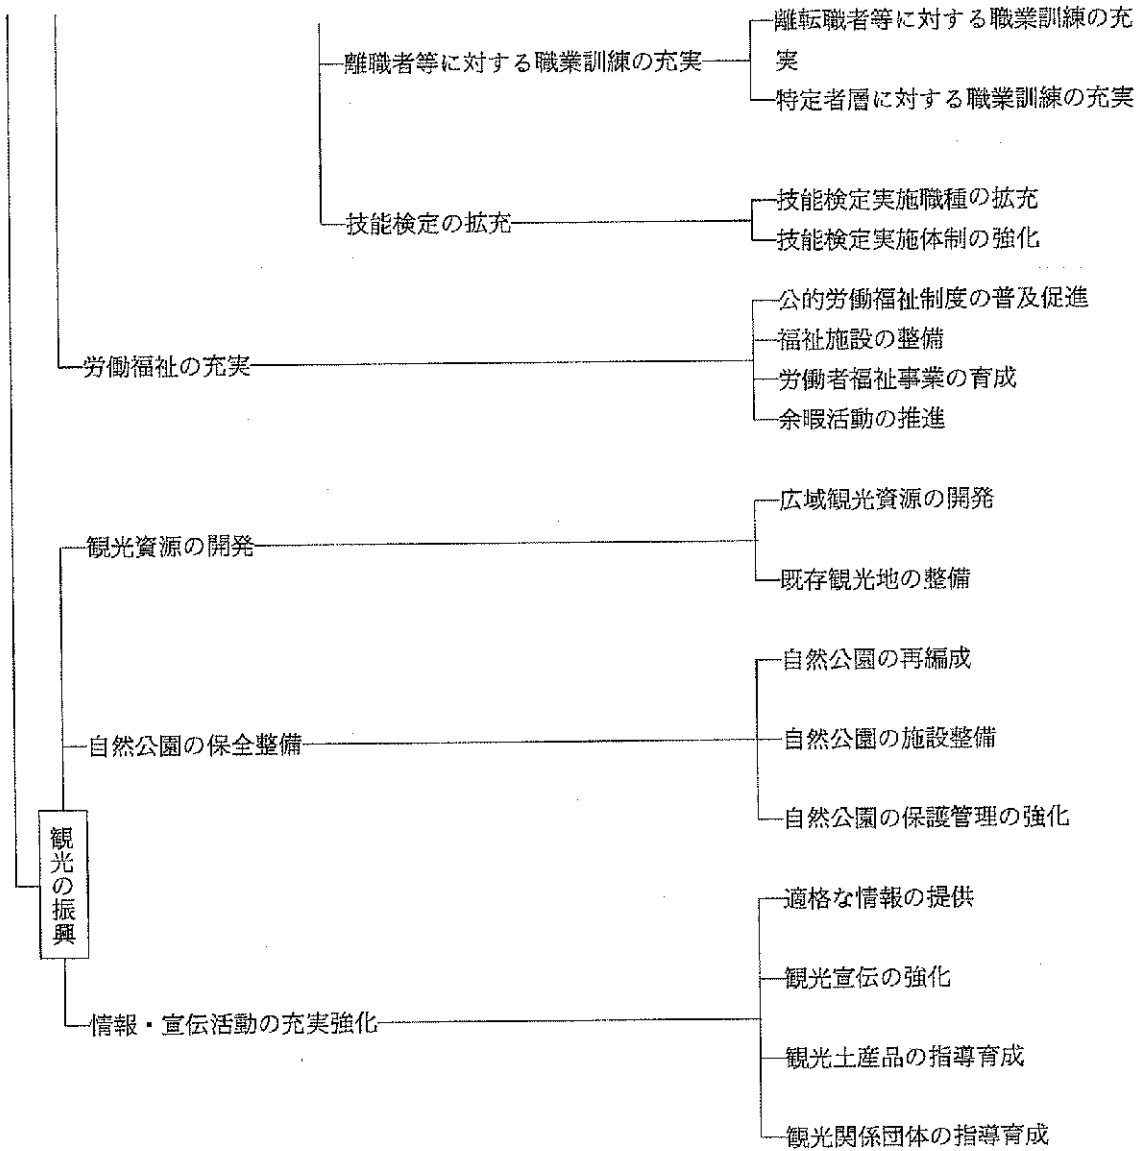 離職者等に対する職業訓練の充実
離転職者等に対する職業訓練の充
実
特定者層に対する職業訓練の充実
技能検定の拡充
技能検定実施職種の拡充
技能検定実施体制の強化
労働福祉の充実
公的労働福祉制度の普及促進
福祉施設の整備
労働者福祉事業の育成
余暇活動の推進
観光の振興
観光資源の開発
広域観光資源の開発
既存観光地の整備
自然公園の保全整備
自然公園の再編成
自然公園の施設整備
自然公園の保護管理の強化
情報・宣伝活動の充実強化
適格な情報の提供
観光宣伝の強化
観光土産品の指導育成
観光関係団体の指導育成